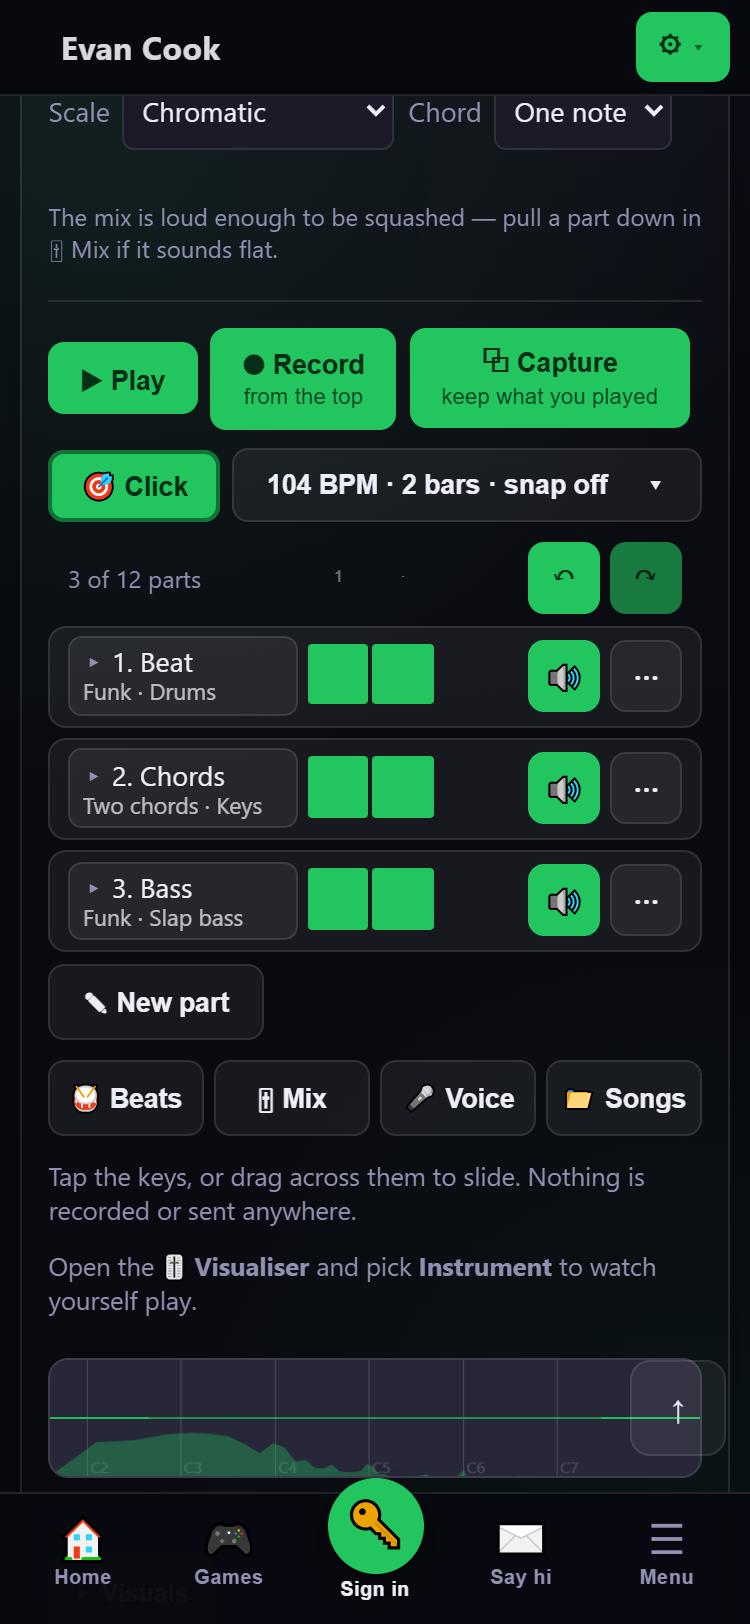 Evan Cook
Scale Chromatic Chord One note
The mix is loud enough to be squashed — pull a part down in
Mix if it sounds flat.
Play
Record
from the top
Capture
keep what you played
Click
104 BPM · 2 bars · snap off
3 of 12 parts
1 ·
1. Beat
Funk · Drums
2. Chords
Two chords · Keys
3. Bass
Funk · Slap bass
New part
Beats Mix Voice Songs
Tap the keys, or drag across them to slide. Nothing is
recorded or sent anywhere.
Open the Visualiser and pick Instrument to watch
yourself play.
C2 C3 C4 C5 C6 C7
Home Games Sign in Say hi Menu
Visuals